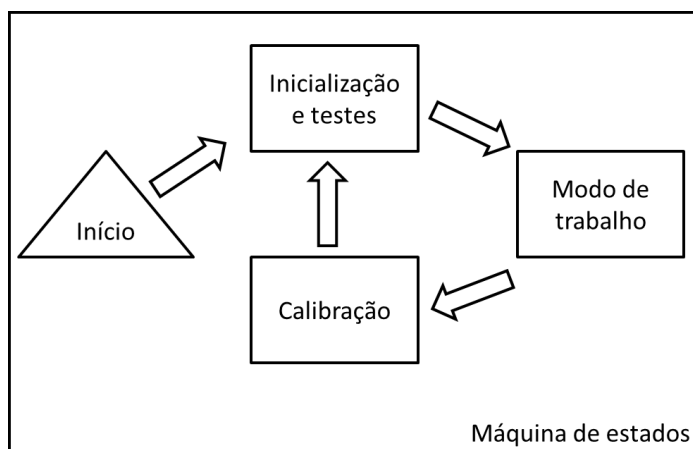 Inicialização
e testes
Início
Modo de
trabalho
Calibração
Máquina de estados